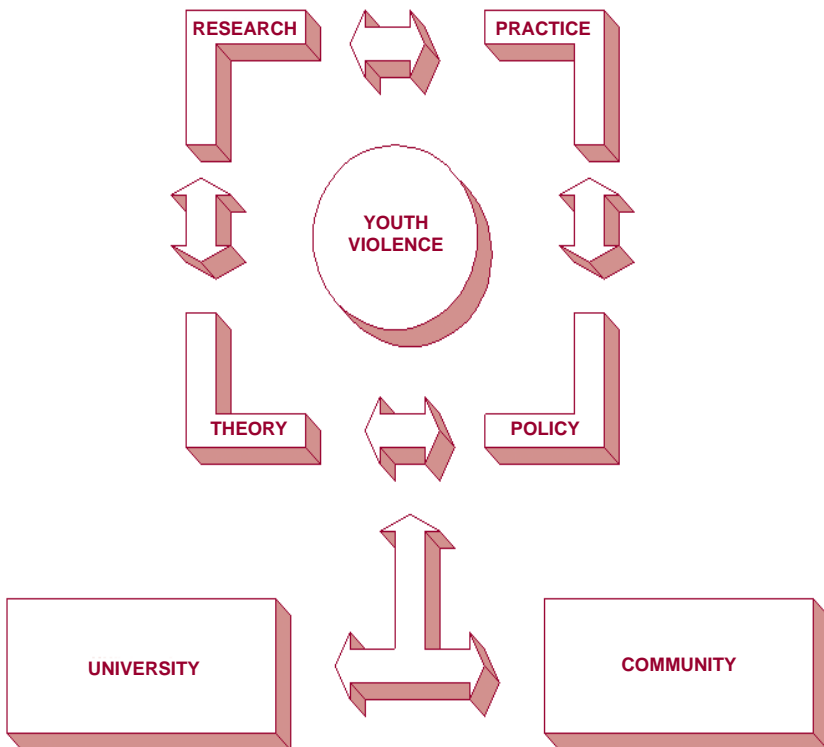 RESEARCH
PRACTICE
YOUTH
VIOLENCE
THEORY
POLICY
UNIVERSITY
COMMUNITY